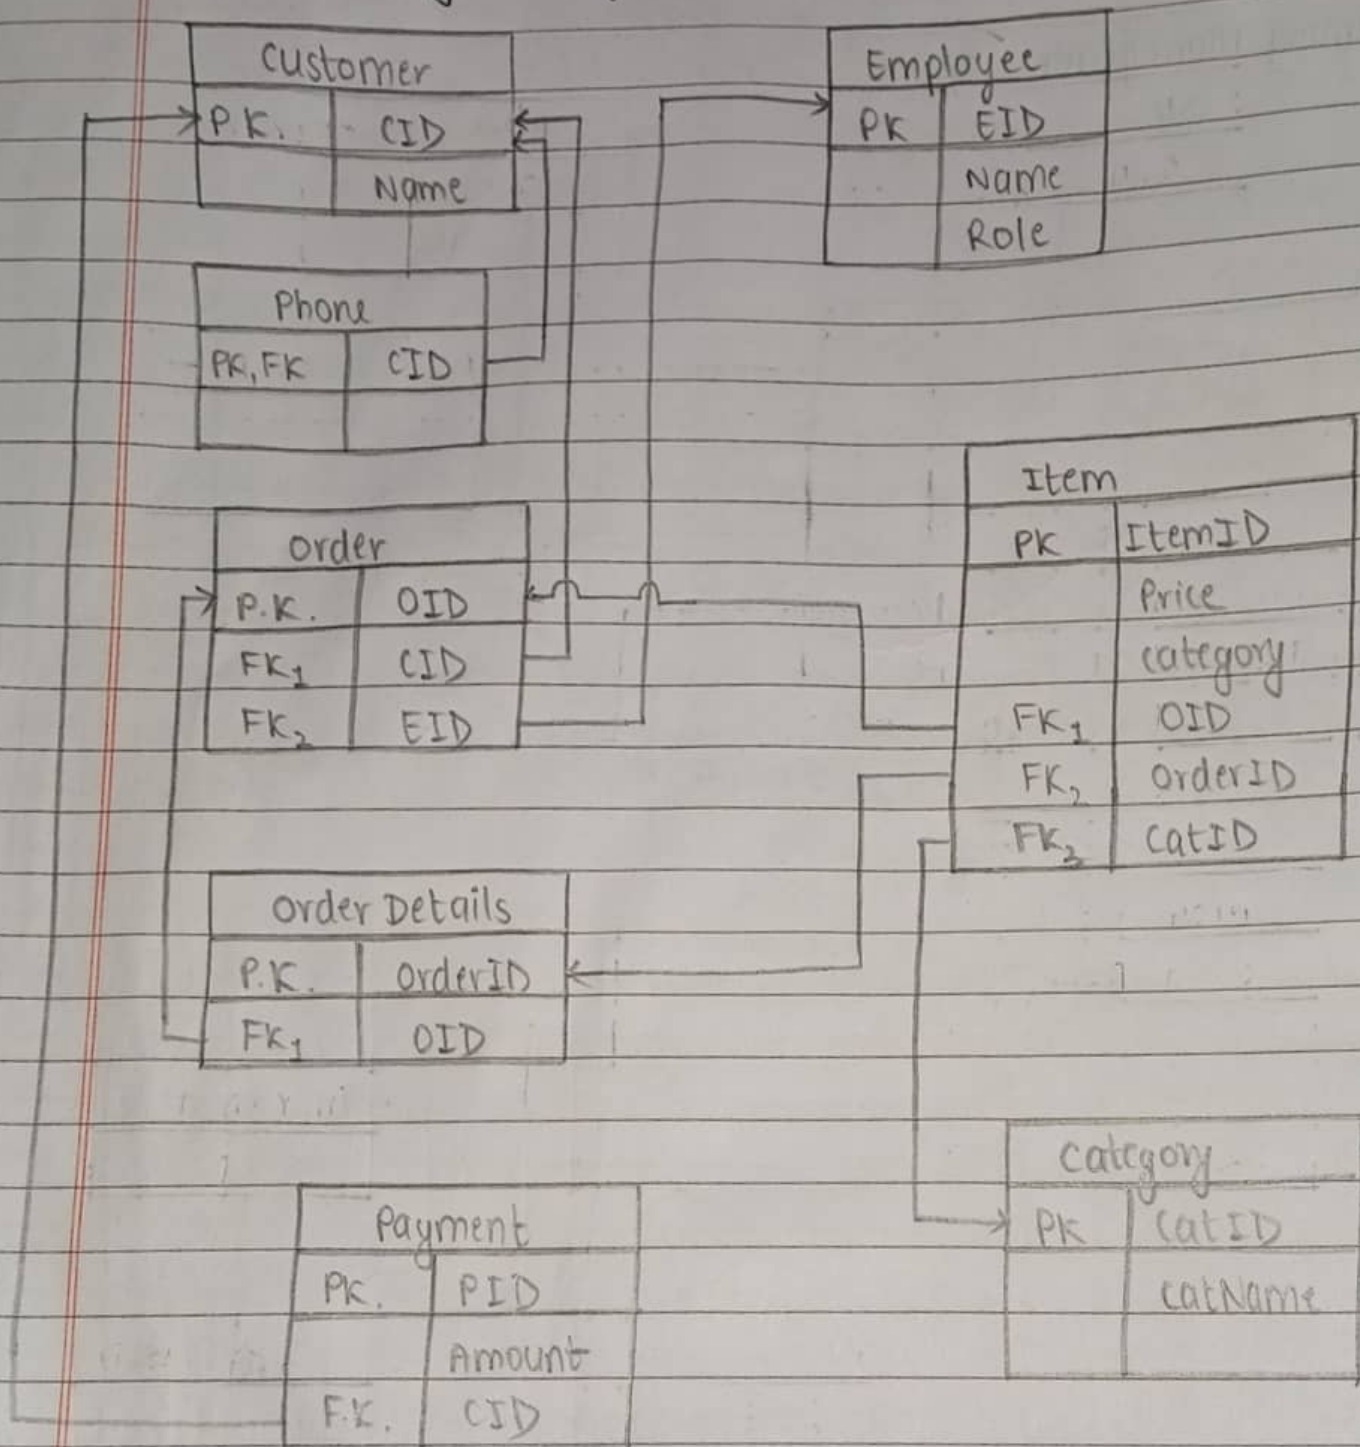 Customer
P.K. CID
Name
Phone
PK, FK CID
Order
P.K. OID
FK1 CID
FK2 EID
Order Details
P.K. OrderID
FK1 OID
Payment
PK. PID
Amount
F.K. CID
Employee
PK EID
Name
Role
Item
PK ItemID
Price
category
FK1 OID
FK2 OrderID
FK3 CatID
Category
PK CatID
catName